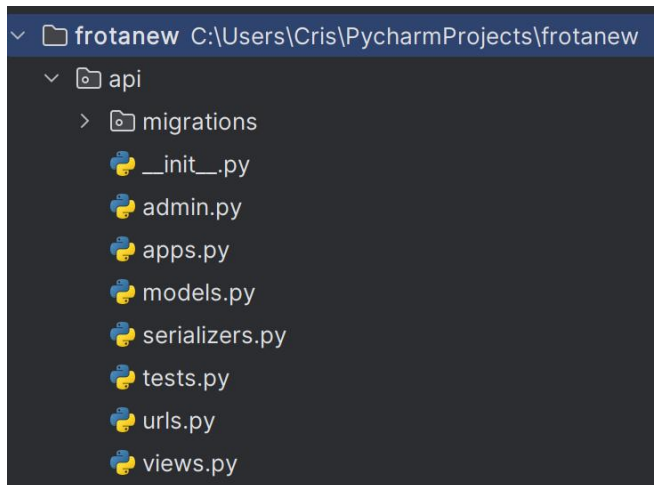 frotanew C:\Users\Cris\PycharmProjects\frotanew
api
migrations
__init__.py
admin.py
apps.py
models.py
serializers.py
tests.py
urls.py
views.py